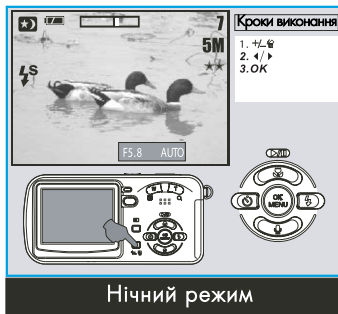 7
5M
S
F5.8 AUTO
Кроки виконання
1. +/-
2. /
3.OK
OK
MENU
Нічний режим